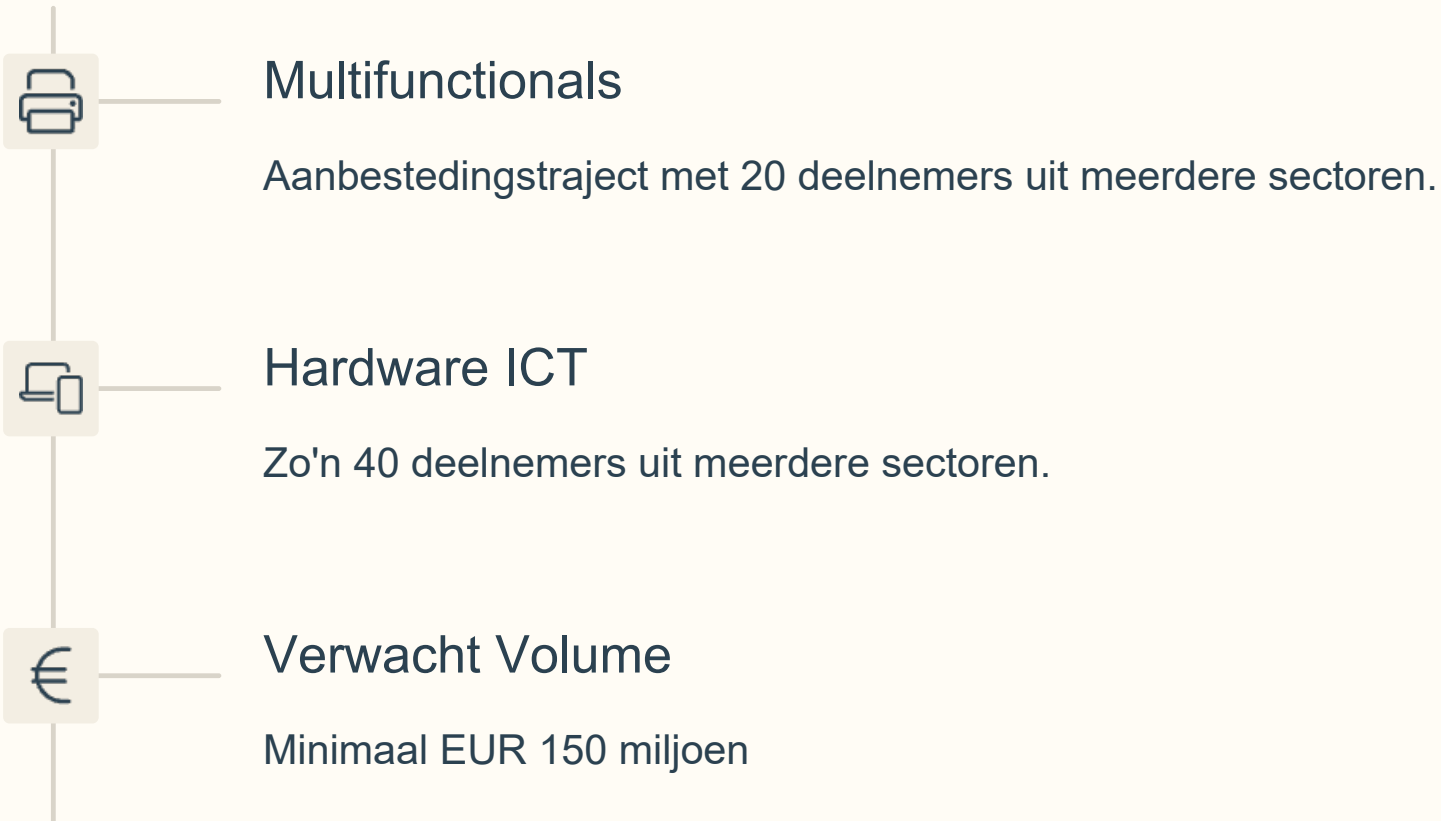 Multifunctionals
Aanbestedingstraject met 20 deelnemers uit meerdere sectoren.
Hardware ICT
Zo'n 40 deelnemers uit meerdere sectoren.
€
Verwacht Volume
Minimaal EUR 150 miljoen